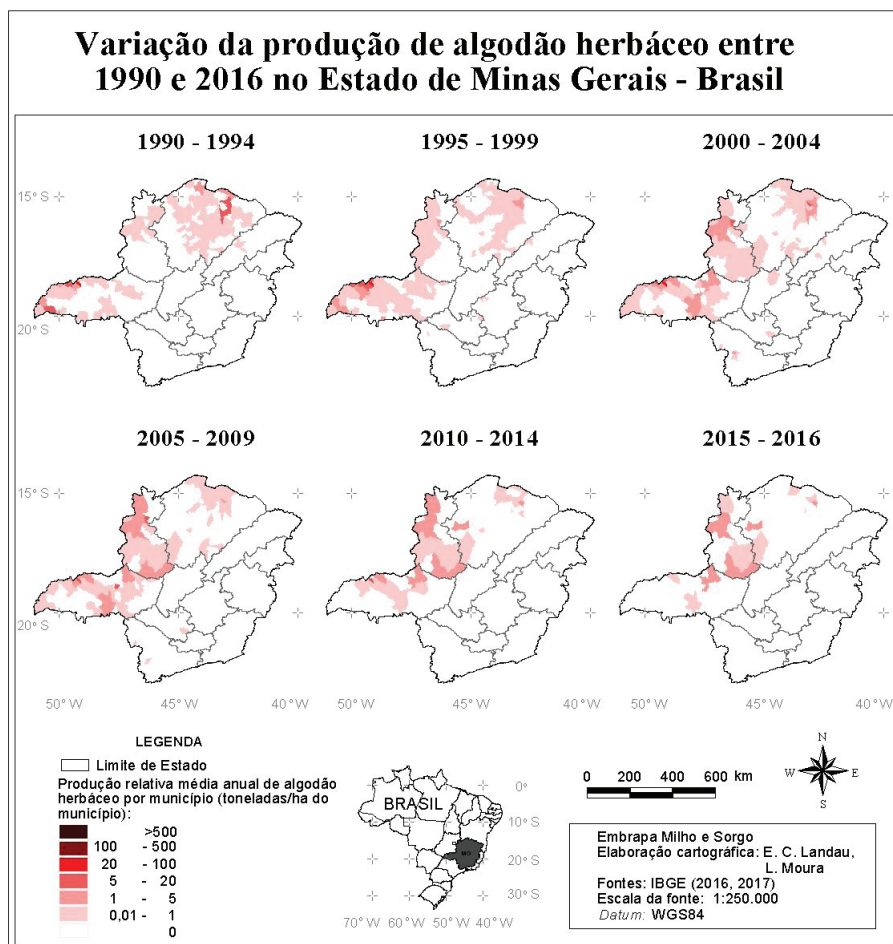 Variação da produção de algodão herbáceo entre
1990 e 2016 no Estado de Minas Gerais - Brasil
1990 - 1994
1995 - 1999
2000 - 2004
15° S
20° S
2005 - 2009
2010 - 2014
2015 - 2016
15° S
20° S
50° W
45° W
40° W
50° W
45° W
40° W
50° W
45° W
40° W
LEGENDA
Limite de Estado
Produção relativa média anual de algodão
herbáceo por município (toneladas/ha do
município):
>500
100 - 500
20 - 100
5 - 20
1 - 5
0,01 - 1
0
BRASIL
MG
0°
10° S
20° S
30° S
70° W 60° W 50° W 40° W
0 200 400 600 km
N
W E
S
Embrapa Milho e Sorgo
Elaboração cartográfica: E. C. Landau,
L. Moura
Fontes: IBGE (2016, 2017)
Escala da fonte: 1:250.000
Datum: WGS84